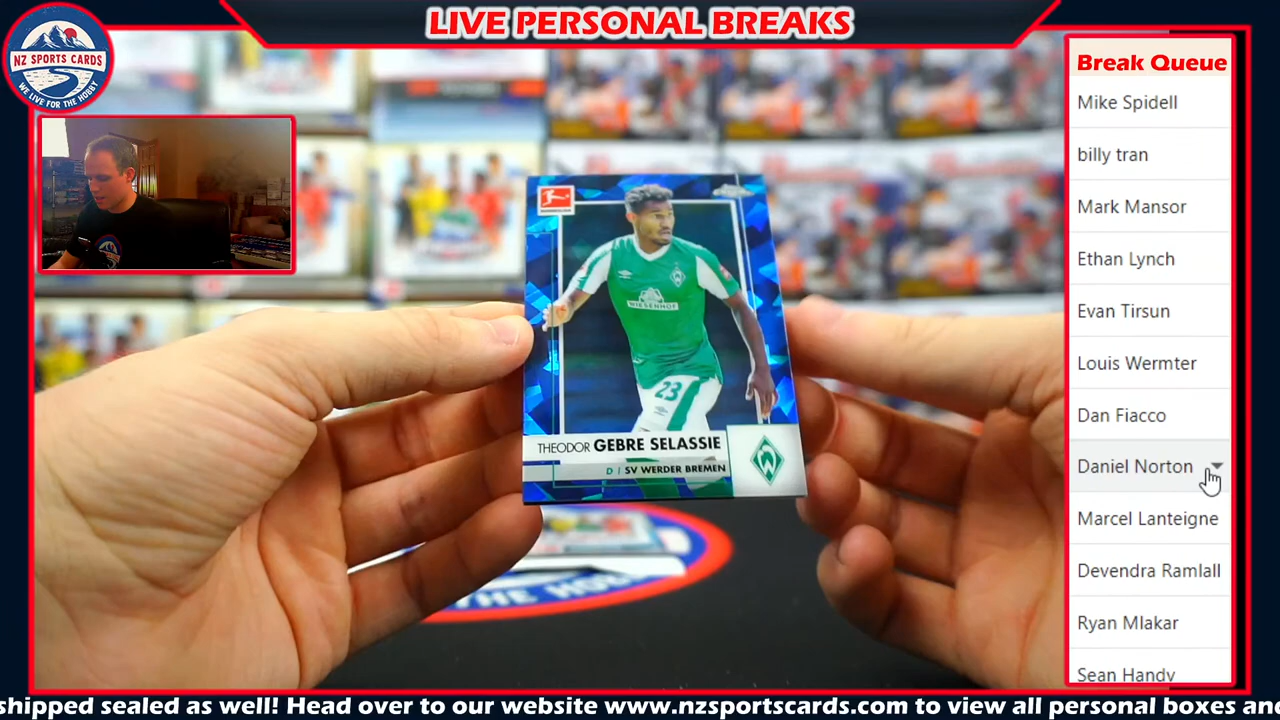 LIVE PERSONAL BREAKS
NZ SPORTS CARDS
WE LIVE FOR THE HOBBY
Break Queue
Mike Spidell
billy tran
Mark Mansor
Ethan Lynch
Evan Tirsun
Louis Wermter
Dan Fiacco
Daniel Norton
Marcel Lanteigne
Devendra Ramlall
Ryan Mlakar
Sean Handy
WIESENHOF
23
THEODOR GEBRE SELASSIE
D | SV WERDER BREMEN
THE HOBB
shipped sealed as well! Head over to our website www.nzsportscards.com to view all personal boxes and